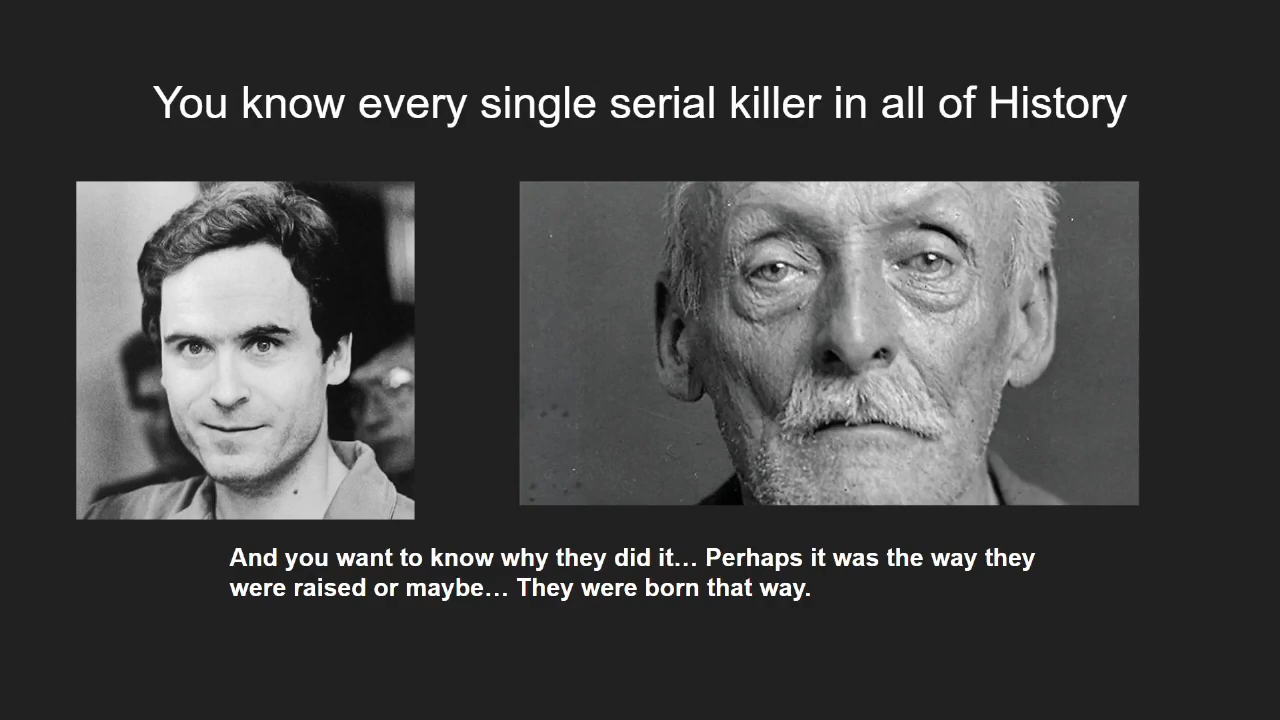 You know every single serial killer in all of History
And you want to know why they did it… Perhaps it was the way they
were raised or maybe… They were born that way.